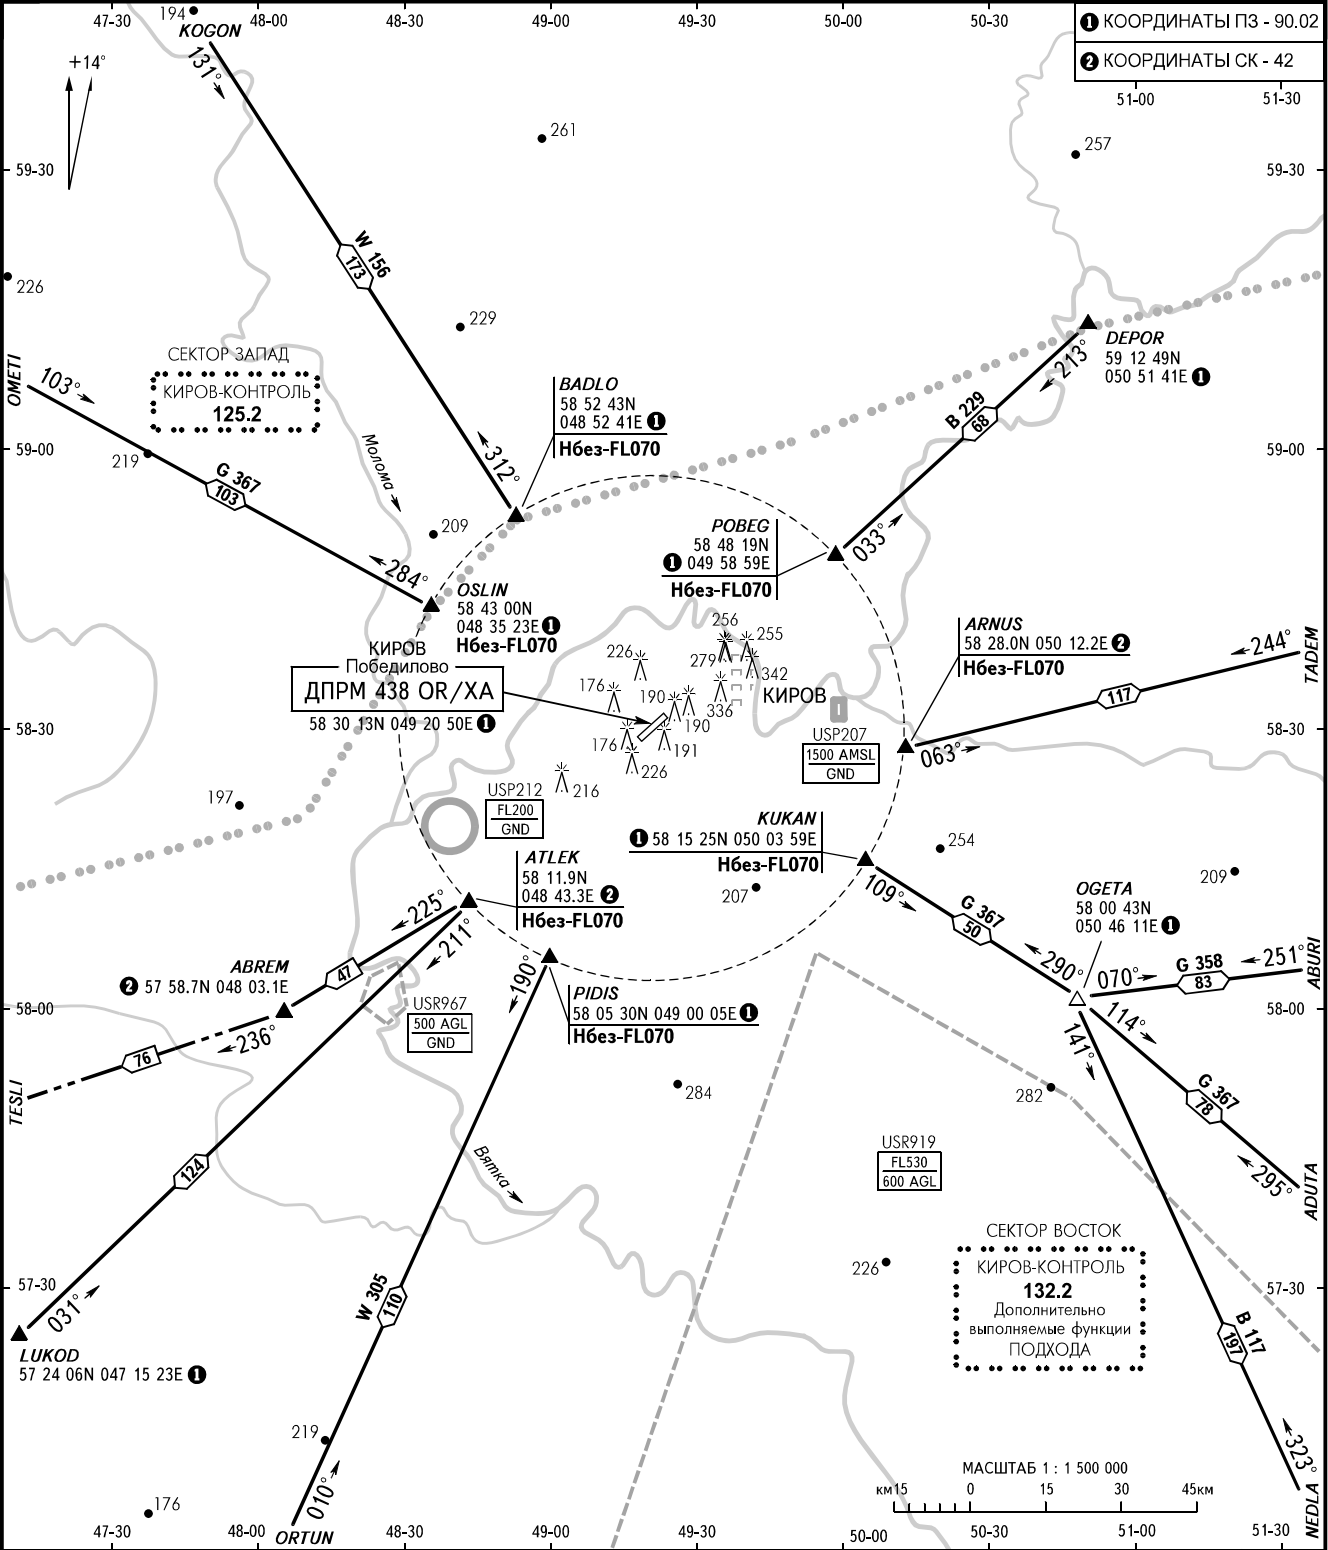 47-30
48-00
48-30
49-00
49-30
50-00
50-30
❶ КООРДИНАТЫ ПЗ - 90.02
❷ КООРДИНАТЫ СК - 42
51-00
51-30
194
KOGON
131°
+14°
261
257
59-30
59-30
226
W 156
173
229
СЕКТОР ЗАПАД
КИРОВ-КОНТРОЛЬ
125.2
OMETI
103°
DEPOR
59 12 49N
050 51 41E ❶
213°
B 229
68
BADLO
58 52 43N
048 52 41E ❶
Нбез-FL070
312°
59-00
59-00
219
G 367
103
Молома
209
284°
POBEG
58 48 19N
❶ 049 58 59E
Нбез-FL070
033°
OSLIN
58 43 00N
048 35 23E ❶
Нбез-FL070
ARNUS
58 28.0N 050 12.2E ❷
Нбез-FL070
244°
TADEM
117
063°
КИРОВ
Победилово
ДПРМ 438 OR/XA
58 30 13N 049 20 50E ❶
226
256
255
279
342
176
190
336
190
176
191
226
216
КИРОВ
58-30
58-30
USP207
1500 AMSL
GND
197
USP212
FL200
GND
KUKAN
❶ 58 15 25N 050 03 59E
Нбез-FL070
254
209
207
109°
ATLEK
58 11.9N
048 43.3E ❷
Нбез-FL070
225°
211°
190°
G 367
50
OGETA
58 00 43N
050 46 11E ❶
290°
070°
G 358
83
251°
ABURI
114°
141°
ABREM
❷ 57 58.7N 048 03.1E
47
236°
76
TESLI
58-00
58-00
USR967
500 AGL
GND
PIDIS
58 05 30N 049 00 05E ❶
Нбез-FL070
284
282
G 367
78
295°
ADUTA
USR919
FL530
600 AGL
124
Вятка
СЕКТОР ВОСТОК
КИРОВ-КОНТРОЛЬ
132.2
Дополнительно
выполняемые функции
ПОДХОДА
226
57-30
57-30
031°
LUKOD
57 24 06N 047 15 23E ❶
W 305
110
B 117
197
323°
NEDLA
219
176
010°
ORTUN
МАСШТАБ 1 : 1 500 000
км15 0 15 30 45км
47-30
48-00
48-30
49-00
49-30
50-00
50-30
51-00
51-30